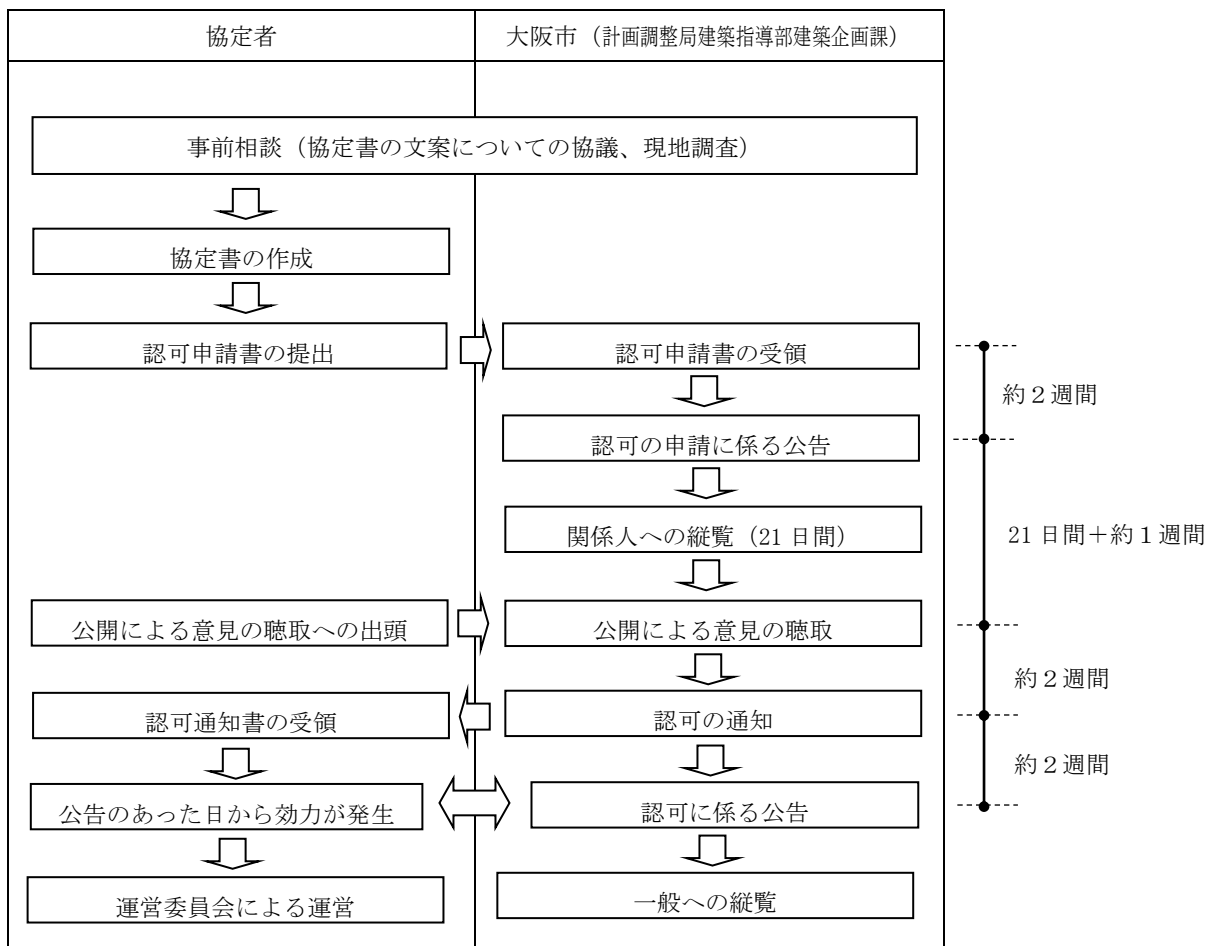 協定者
大阪市（計画調整局建築指導部建築企画課）
事前相談（協定書の文案についての協議、現地調査）
協定書の作成
認可申請書の提出
認可申請書の受領
約２週間
認可の申請に係る公告
関係人への縦覧（21 日間）
21 日間＋約１週間
公開による意見の聴取への出頭
公開による意見の聴取
約２週間
認可通知書の受領
認可の通知
約２週間
公告のあった日から効力が発生
認可に係る公告
運営委員会による運営
一般への縦覧